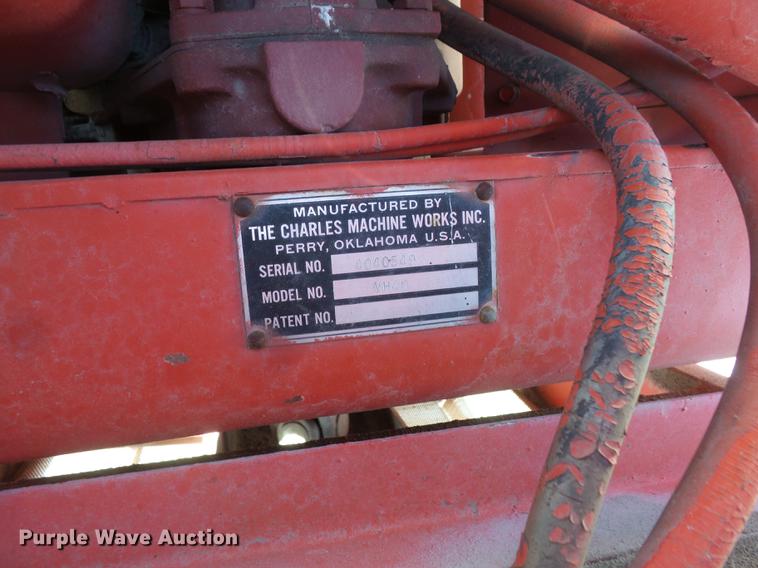 MANUFACTURED BY
THE CHARLES MACHINE WORKS INC.
PERRY, OKLAHOMA U.S.A.
SERIAL NO.
MODEL NO.
PATENT NO.
Purple Wave Auction